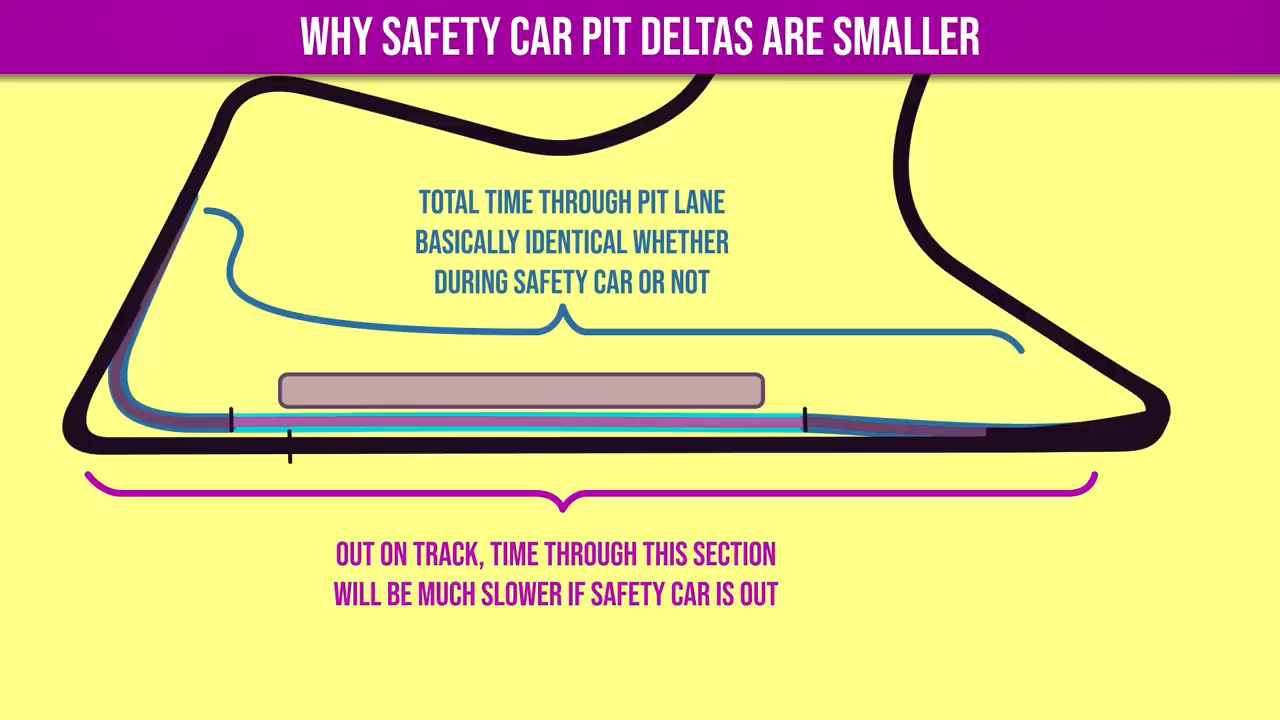 WHY SAFETY CAR PIT DELTAS ARE SMALLER
TOTAL TIME THROUGH PIT LANE
BASICALLY IDENTICAL WHETHER
DURING SAFETY CAR OR NOT
OUT ON TRACK, TIME THROUGH THIS SECTION
WILL BE MUCH SLOWER IF SAFETY CAR IS OUT